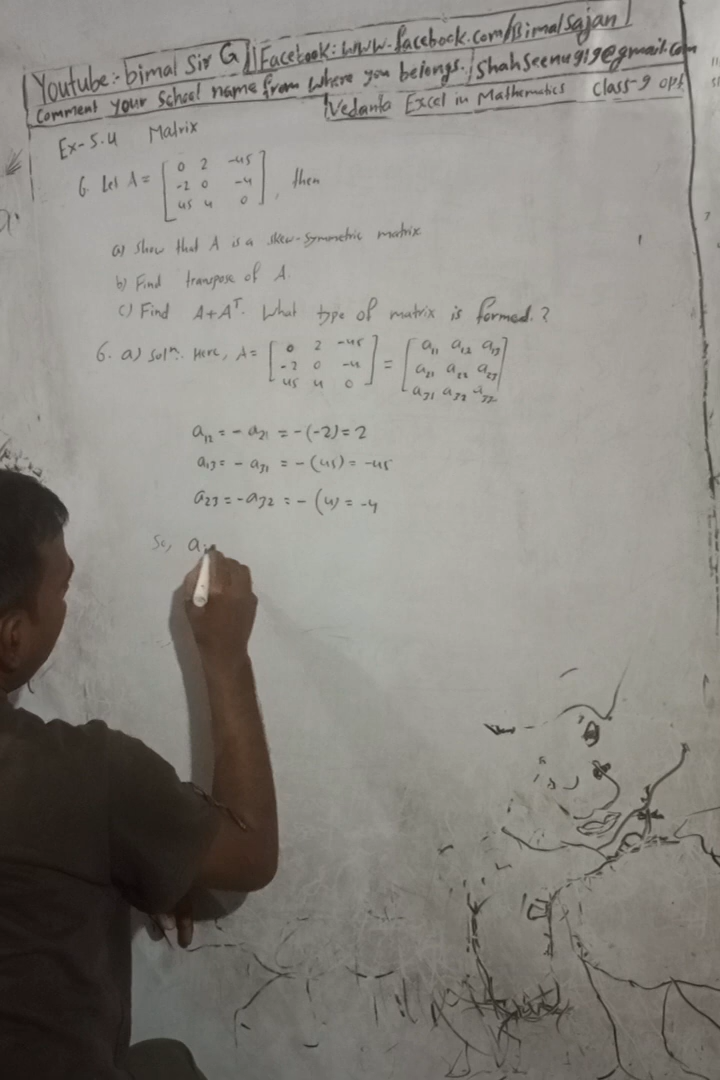 Youtube:- bimal Sir G || Facebook: www.facebook.com/Bimalsajan
Comment your School name from where you belongs. / shahseemug19@gmail.com
Vedanta Excel in Mathematics class-9 opt
Ex-5.4 Matrix
6. Let A = [ 0 2 -45
-2 0 -4
45 4 0 ], then
a) Show that A is a skew-symmetric matrix
b) Find transpose of A.
c) Find A+Aᵀ. What type of matrix is formed.?
6. a) Solⁿ: Here, A = [ 0 2 -45 ] = [ a₁₁ a₁₂ a₁₃
-2 0 -4 a₂₁ a₂₂ a₂₃
45 4 0 a₃₁ a₃₂ a₃₃ ]
a₁₂ = - a₂₁ = -(-2) = 2
a₁₃ = - a₃₁ = - (45) = -45
a₂₃ = - a₃₂ = - (4) = -4
So, a